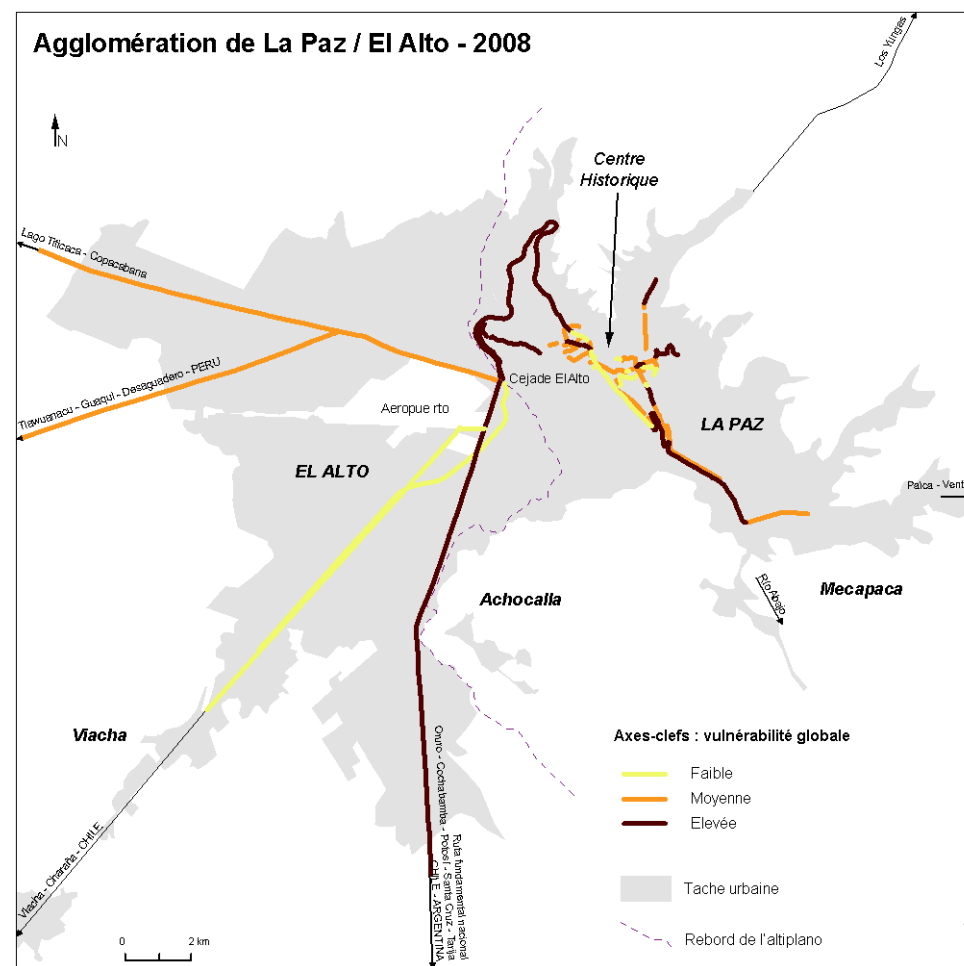 Agglomération de La Paz / El Alto - 2008
Los Yungas
N
Centre
Historique
Lago Titicaca - Copacabana
Tiawuanacu - Guaqui - Desaguadero - PERU
Cejade ElAlto
Aeropue rto
LA PAZ
EL ALTO
Palca - Vent
Achocalla
Río Abajo
Mecapaca
Viacha
Viacha - Charaña - CHILE
Ruta fundamental nacional
Oruro - Cochabamba - Potosí - Santa Cruz - Tarija
CHILE - ARGENTINA
Axes-clefs : vulnérabilité globale
Faible
Moyenne
Elevée
Tache urbaine
Rebord de l'altiplano
0 2 km